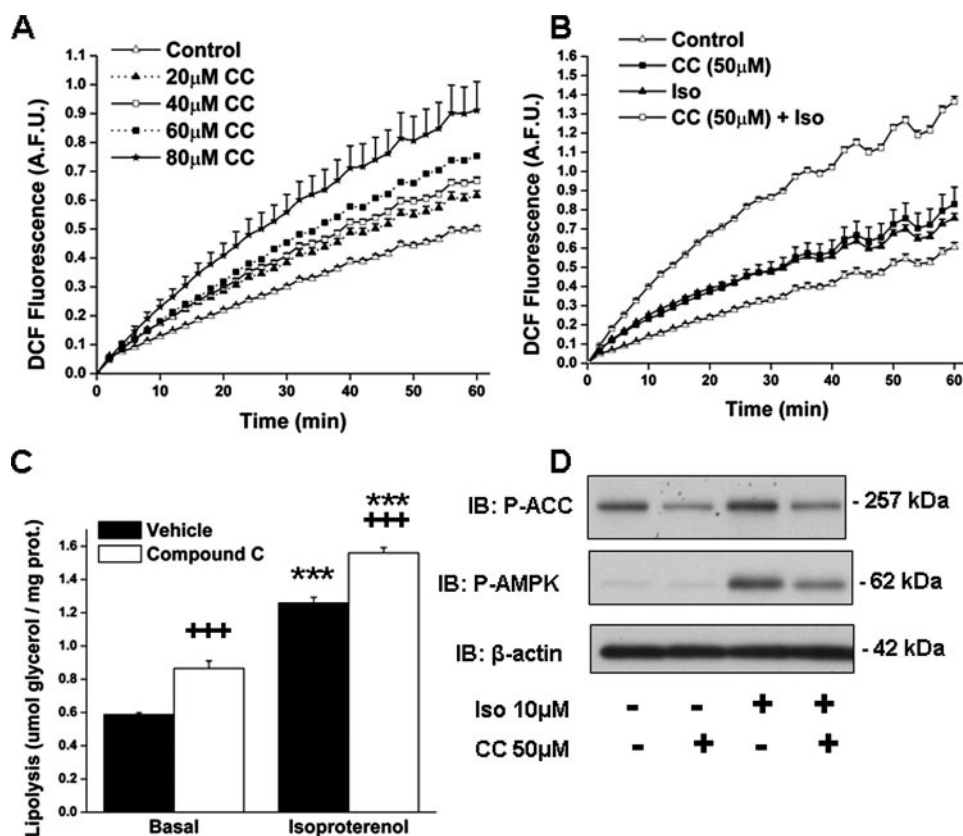 A
Control
20µM CC
40µM CC
60µM CC
80µM CC
DCF Fluorescence (A.F.U.)
1.1
1.0
0.9
0.8
0.7
0.6
0.5
0.4
0.3
0.2
0.1
0.0
0 10 20 30 40 50 60
Time (min)
B
Control
CC (50µM)
Iso
CC (50µM) + Iso
DCF Fluorescence (A.F.U.)
1.6
1.5
1.4
1.3
1.2
1.1
1.0
0.9
0.8
0.7
0.6
0.5
0.4
0.3
0.2
0.1
0.0
0 10 20 30 40 50 60
Time (min)
C
Vehicle
Compound C
Lipolysis (umol glycerol / mg prot.)
1.6
1.4
1.2
1.0
0.8
0.6
0.4
0.2
0.0
+++
***
***
+++
Basal Isoproterenol
D
IB: P-ACC - 257 kDa
IB: P-AMPK - 62 kDa
IB: β-actin - 42 kDa
Iso 10µM - - + +
CC 50µM - + - +